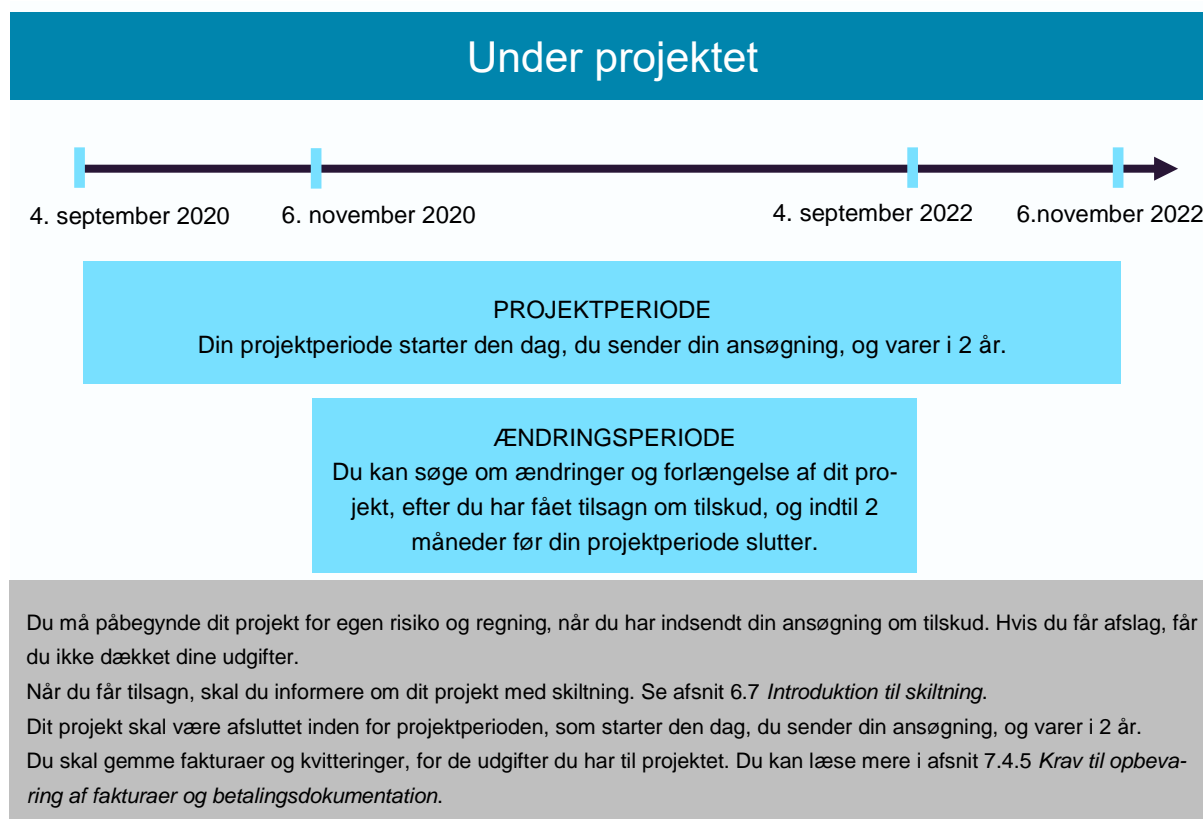 Under projektet
4. september 2020
6. november 2020
4. september 2022
6.november 2022
PROJEKTPERIODE
Din projektperiode starter den dag, du sender din ansøgning, og varer i 2 år.
ÆNDRINGSPERIODE
Du kan søge om ændringer og forlængelse af dit pro-
jekt, efter du har fået tilsagn om tilskud, og indtil 2
måneder før din projektperiode slutter.
Du må påbegynde dit projekt for egen risiko og regning, når du har indsendt din ansøgning om tilskud. Hvis du får afslag, får
du ikke dækket dine udgifter.
Når du får tilsagn, skal du informere om dit projekt med skiltning. Se afsnit 6.7 Introduktion til skiltning.
Dit projekt skal være afsluttet inden for projektperioden, som starter den dag, du sender din ansøgning, og varer i 2 år.
Du skal gemme fakturaer og kvitteringer, for de udgifter du har til projektet. Du kan læse mere i afsnit 7.4.5 Krav til opbeva-
ring af fakturaer og betalingsdokumentation.